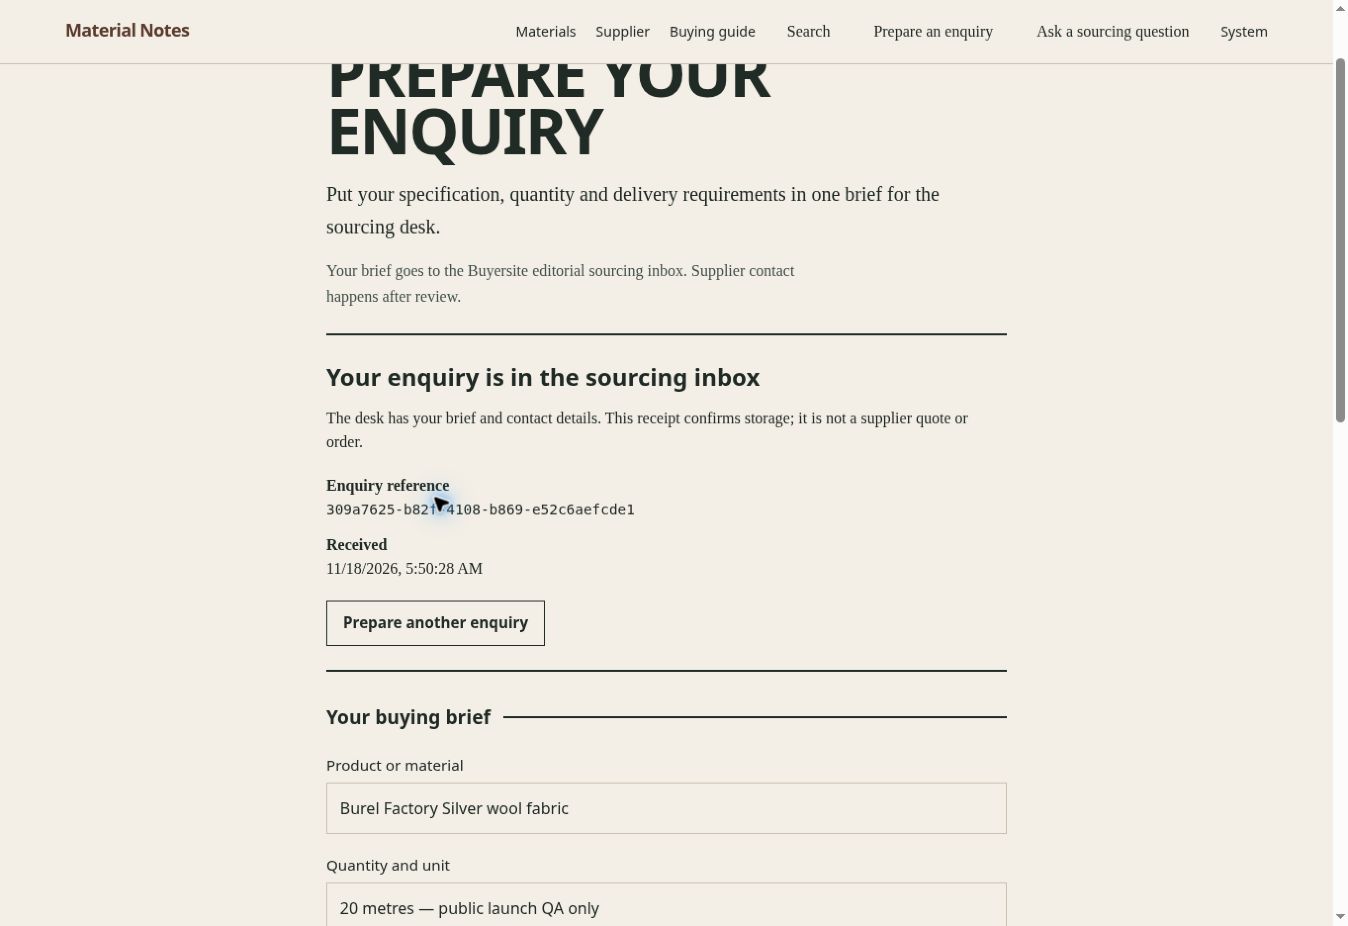 Material Notes
Materials
Supplier
Buying guide
Search
Prepare an enquiry
Ask a sourcing question
System
PREPARE YOUR
ENQUIRY
Put your specification, quantity and delivery requirements in one brief for the
sourcing desk.
Your brief goes to the Buyersite editorial sourcing inbox. Supplier contact
happens after review.
Your enquiry is in the sourcing inbox
The desk has your brief and contact details. This receipt confirms storage; it is not a supplier quote or
order.
Enquiry reference
309a7625-b82f-4108-b869-e52c6aefcde1
Received
11/18/2026, 5:50:28 AM
Prepare another enquiry
Your buying brief
Product or material
Burel Factory Silver wool fabric
Quantity and unit
20 metres — public launch QA only